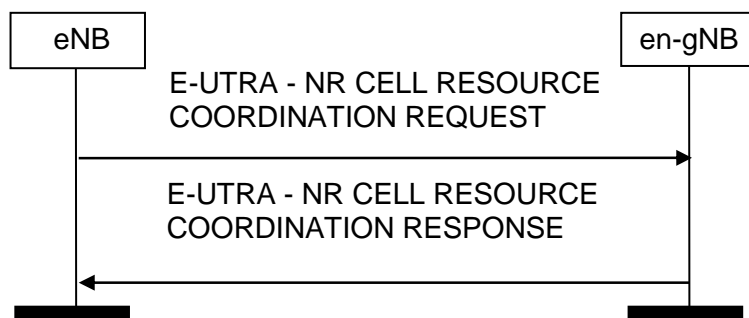 eNB
en-gNB
E-UTRA - NR CELL RESOURCE
COORDINATION REQUEST
E-UTRA - NR CELL RESOURCE
COORDINATION RESPONSE